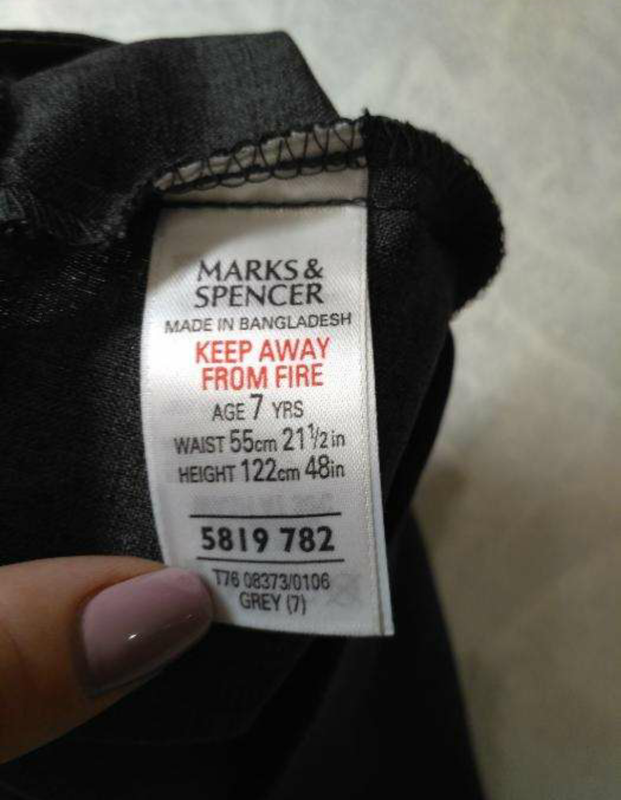 MARKS &
SPENCER
MADE IN BANGLADESH
KEEP AWAY
FROM FIRE
AGE 7 YRS
WAIST 55cm 21½in
HEIGHT 122cm 48in
5819 782
T76 08373/0106
GREY (7)